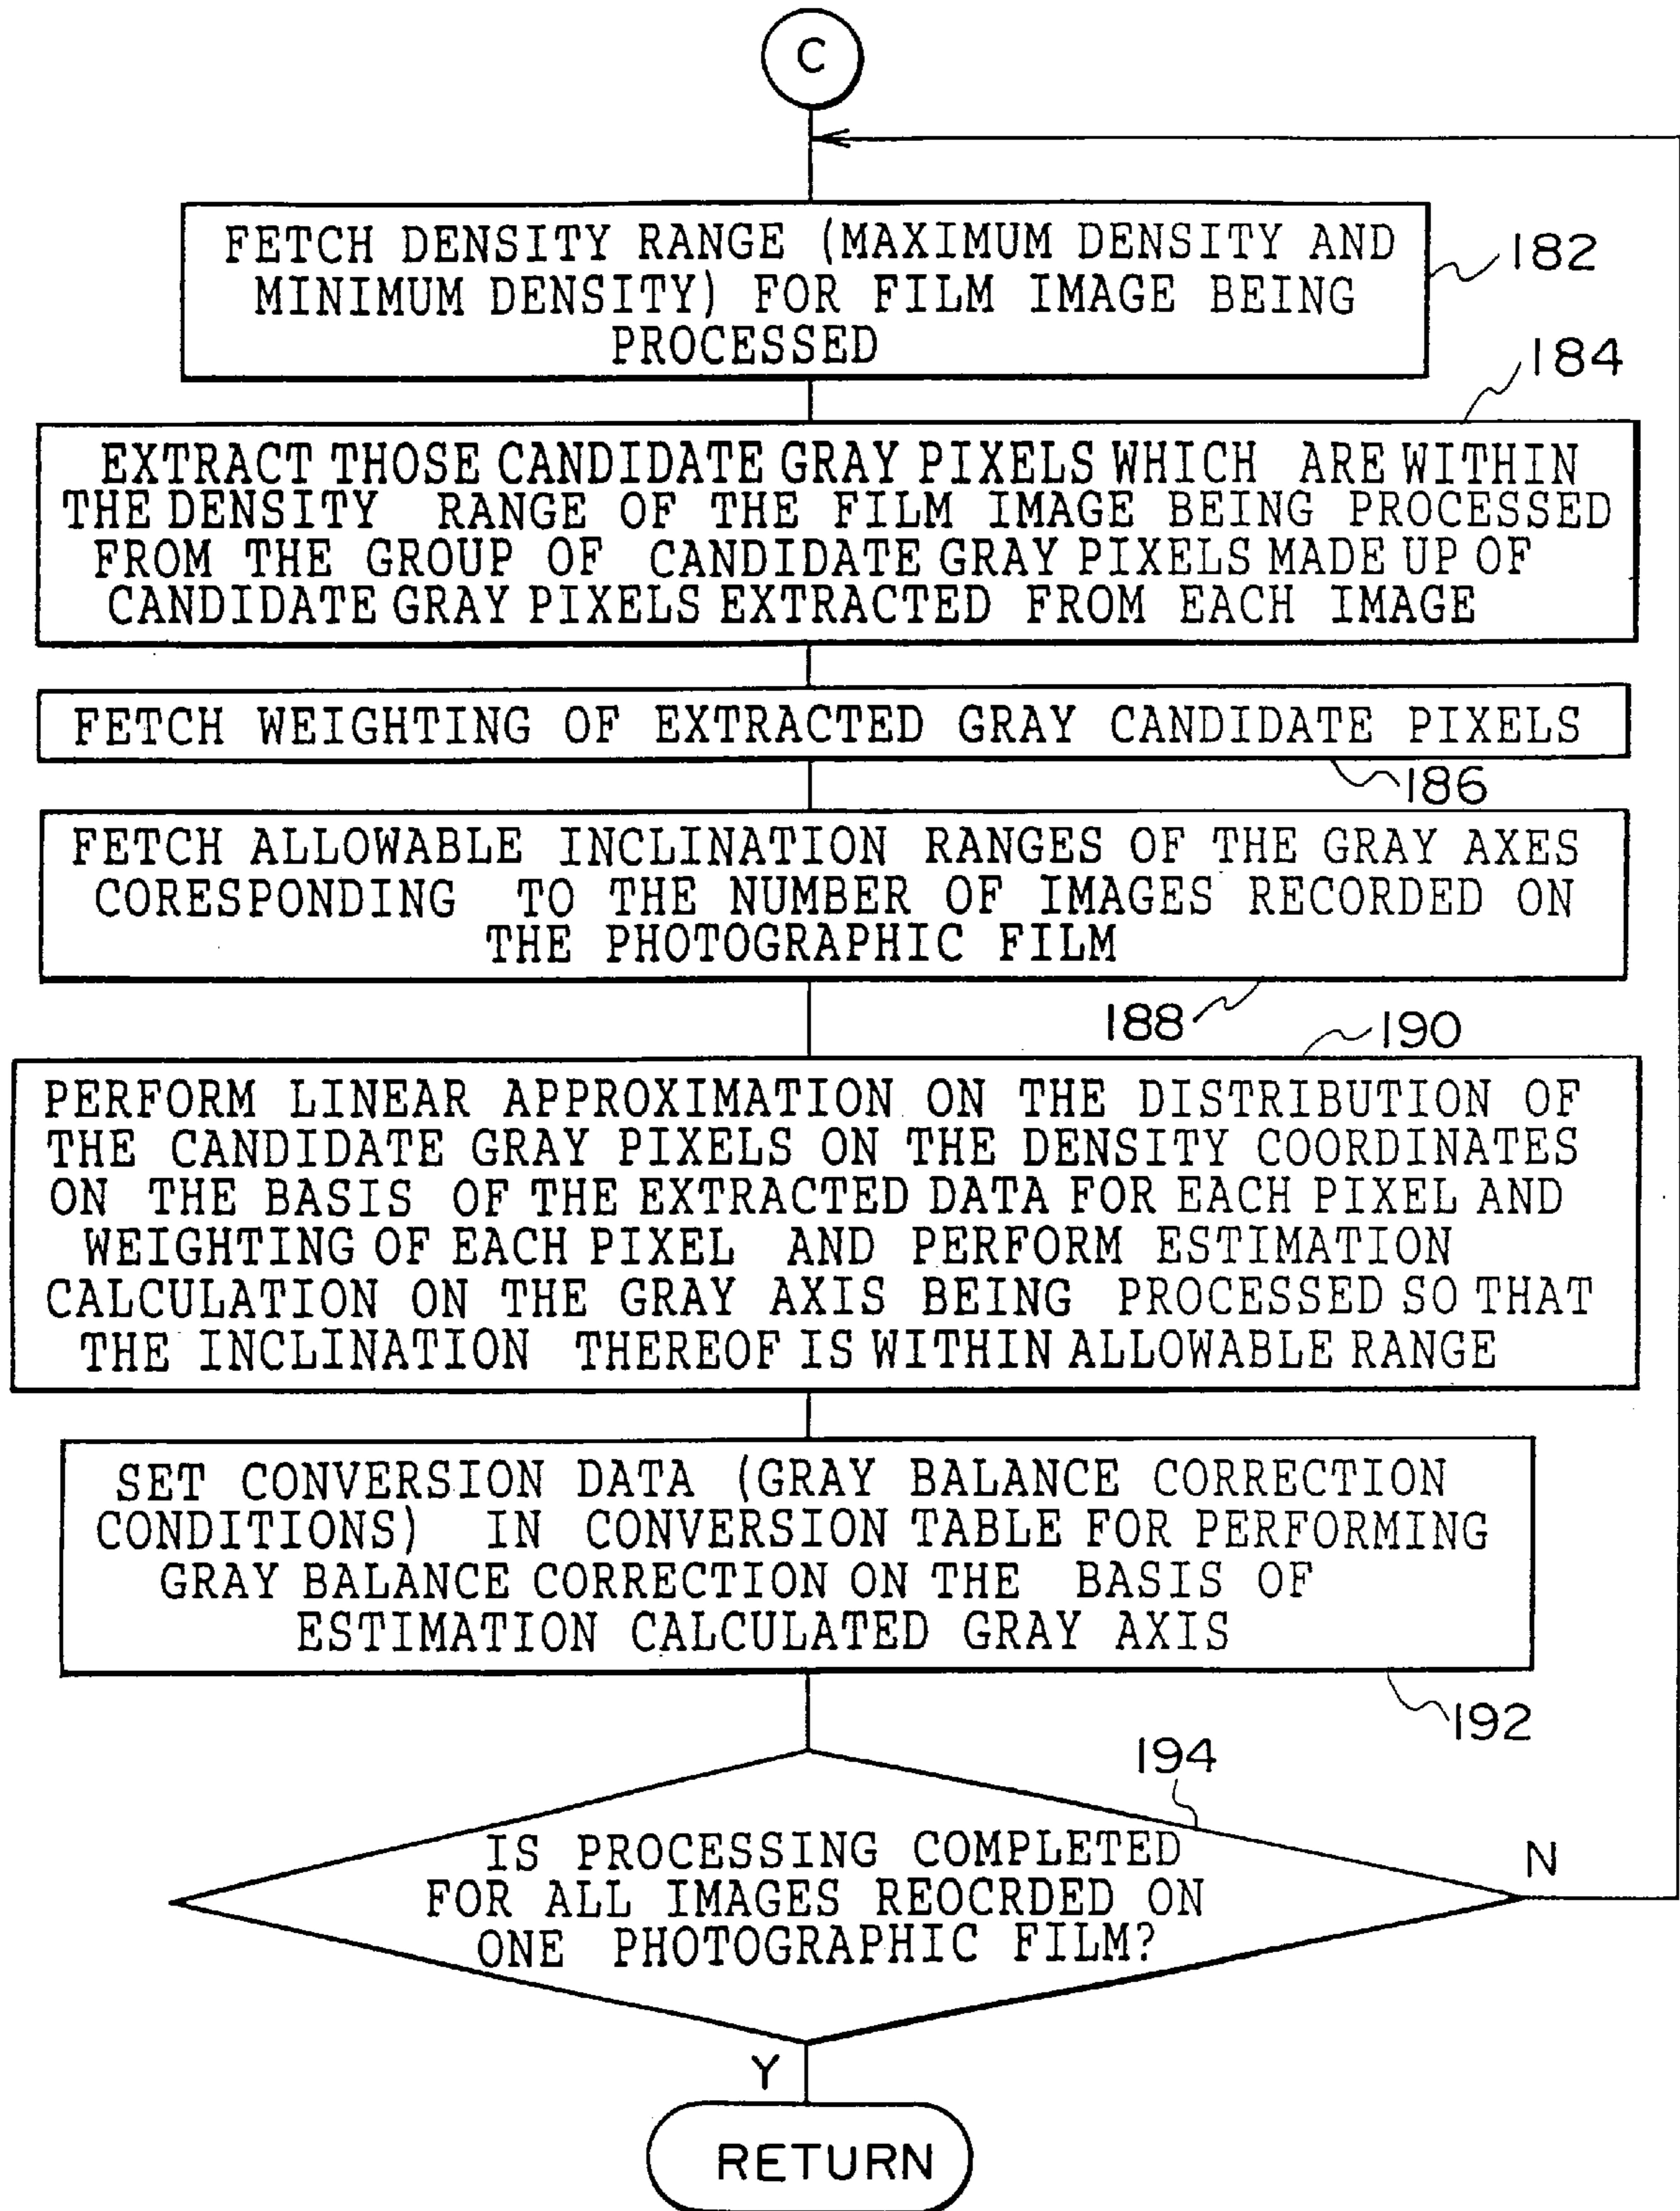 C
FETCH DENSITY RANGE (MAXIMUM DENSITY AND
MINIMUM DENSITY) FOR FILM IMAGE BEING
PROCESSED
182
184
EXTRACT THOSE CANDIDATE GRAY PIXELS WHICH ARE WITHIN
THE DENSITY RANGE OF THE FILM IMAGE BEING PROCESSED
FROM THE GROUP OF CANDIDATE GRAY PIXELS MADE UP OF
CANDIDATE GRAY PIXELS EXTRACTED FROM EACH IMAGE
FETCH WEIGHTING OF EXTRACTED GRAY CANDIDATE PIXELS
186
FETCH ALLOWABLE INCLINATION RANGES OF THE GRAY AXES
CORESPONDING TO THE NUMBER OF IMAGES RECORDED ON
THE PHOTOGRAPHIC FILM
188
190
PERFORM LINEAR APPROXIMATION ON THE DISTRIBUTION OF
THE CANDIDATE GRAY PIXELS ON THE DENSITY COORDINATES
ON THE BASIS OF THE EXTRACTED DATA FOR EACH PIXEL AND
WEIGHTING OF EACH PIXEL AND PERFORM ESTIMATION
CALCULATION ON THE GRAY AXIS BEING PROCESSED SO THAT
THE INCLINATION THEREOF IS WITHIN ALLOWABLE RANGE
SET CONVERSION DATA (GRAY BALANCE CORRECTION
CONDITIONS) IN CONVERSION TABLE FOR PERFORMING
GRAY BALANCE CORRECTION ON THE BASIS OF
ESTIMATION CALCULATED GRAY AXIS
192
194
IS PROCESSING COMPLETED
FOR ALL IMAGES REOCRDED ON
ONE PHOTOGRAPHIC FILM?
N
Y
RETURN